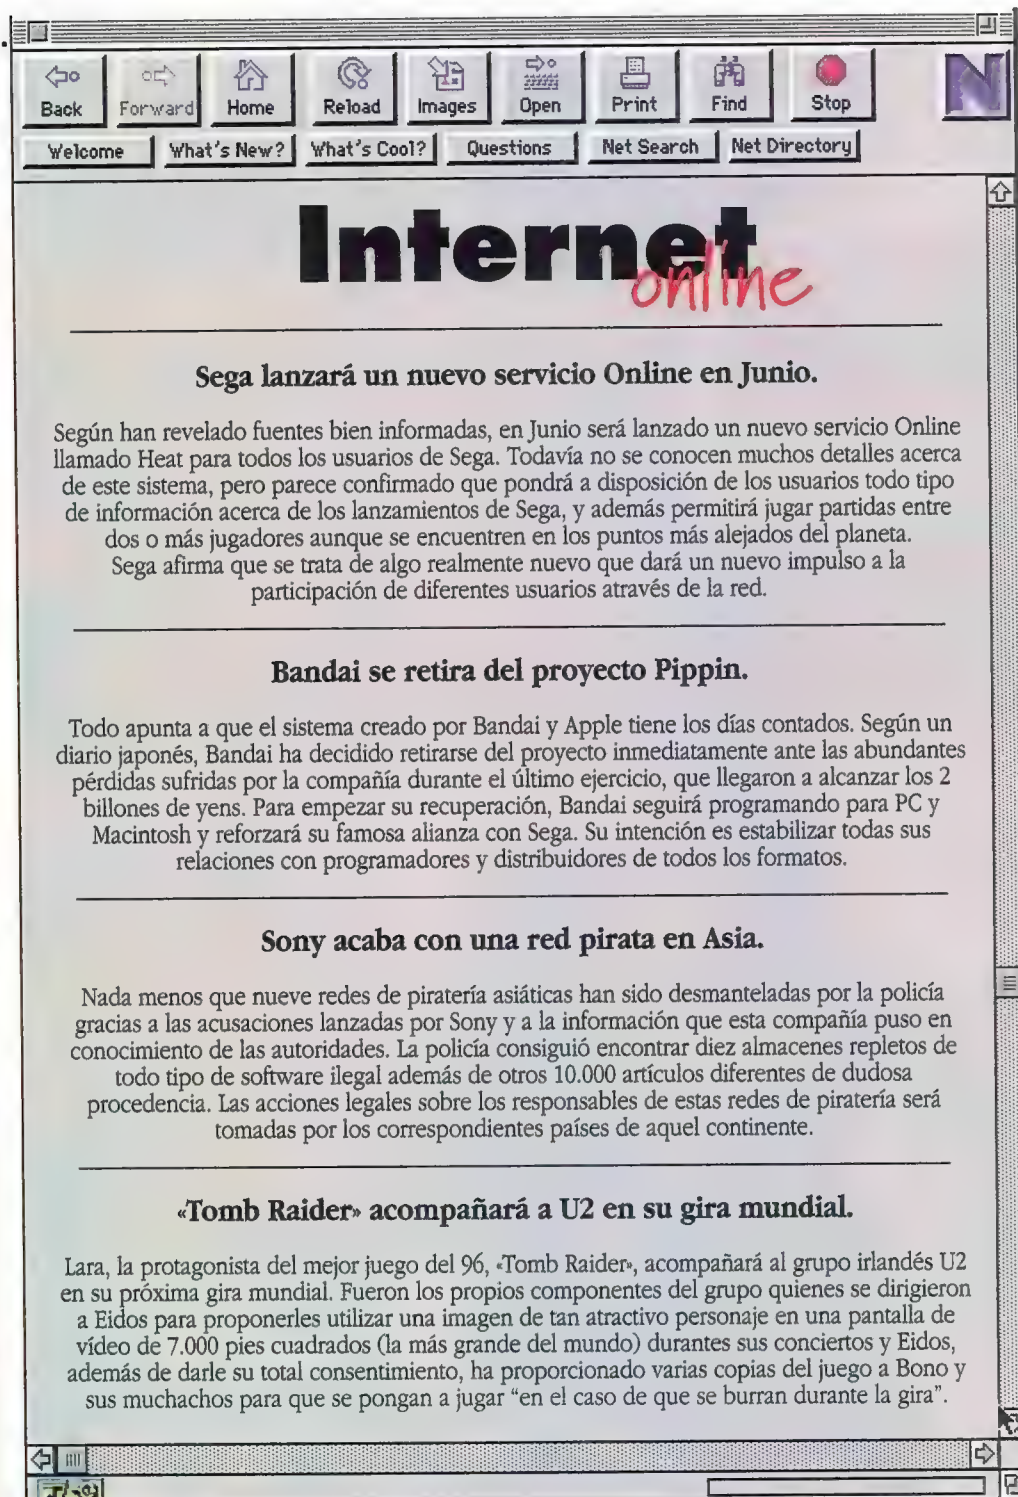 Back Forward Home Reload Images Open Print Find Stop N
Welcome What's New? What's Cool? Questions Net Search Net Directory
Internet
online
Sega lanzará un nuevo servicio Online en Junio.
Según han revelado fuentes bien informadas, en Junio será lanzado un nuevo servicio Online
llamado Heat para todos los usuarios de Sega. Todavía no se conocen muchos detalles acerca
de este sistema, pero parece confirmado que pondrá a disposición de los usuarios todo tipo
de información acerca de los lanzamientos de Sega, y además permitirá jugar partidas entre
dos o más jugadores aunque se encuentren en los puntos más alejados del planeta.
Sega afirma que se trata de algo realmente nuevo que dará un nuevo impulso a la
participación de diferentes usuarios através de la red.
Bandai se retira del proyecto Pippin.
Todo apunta a que el sistema creado por Bandai y Apple tiene los días contados. Según un
diario japonés, Bandai ha decidido retirarse del proyecto inmediatamente ante las abundantes
pérdidas sufridas por la compañía durante el último ejercicio, que llegaron a alcanzar los 2
billones de yens. Para empezar su recuperación, Bandai seguirá programando para PC y
Macintosh y reforzará su famosa alianza con Sega. Su intención es estabilizar todas sus
relaciones con programadores y distribuidores de todos los formatos.
Sony acaba con una red pirata en Asia.
Nada menos que nueve redes de piratería asiáticas han sido desmanteladas por la policía
gracias a las acusaciones lanzadas por Sony y a la información que esta compañía puso en
conocimiento de las autoridades. La policía consiguió encontrar diez almacenes repletos de
todo tipo de software ilegal además de otros 10.000 artículos diferentes de dudosa
procedencia. Las acciones legales sobre los responsables de estas redes de piratería será
tomadas por los correspondientes países de aquel continente.
«Tomb Raider» acompañará a U2 en su gira mundial.
Lara, la protagonista del mejor juego del 96, «Tomb Raider», acompañará al grupo irlandés U2
en su próxima gira mundial. Fueron los propios componentes del grupo quienes se dirigieron
a Eidos para proponerles utilizar una imagen de tan atractivo personaje en una pantalla de
vídeo de 7.000 pies cuadrados (la más grande del mundo) durantes sus conciertos y Eidos,
además de darle su total consentimiento, ha proporcionado varias copias del juego a Bono y
sus muchachos para que se pongan a jugar "en el caso de que se burran durante la gira".